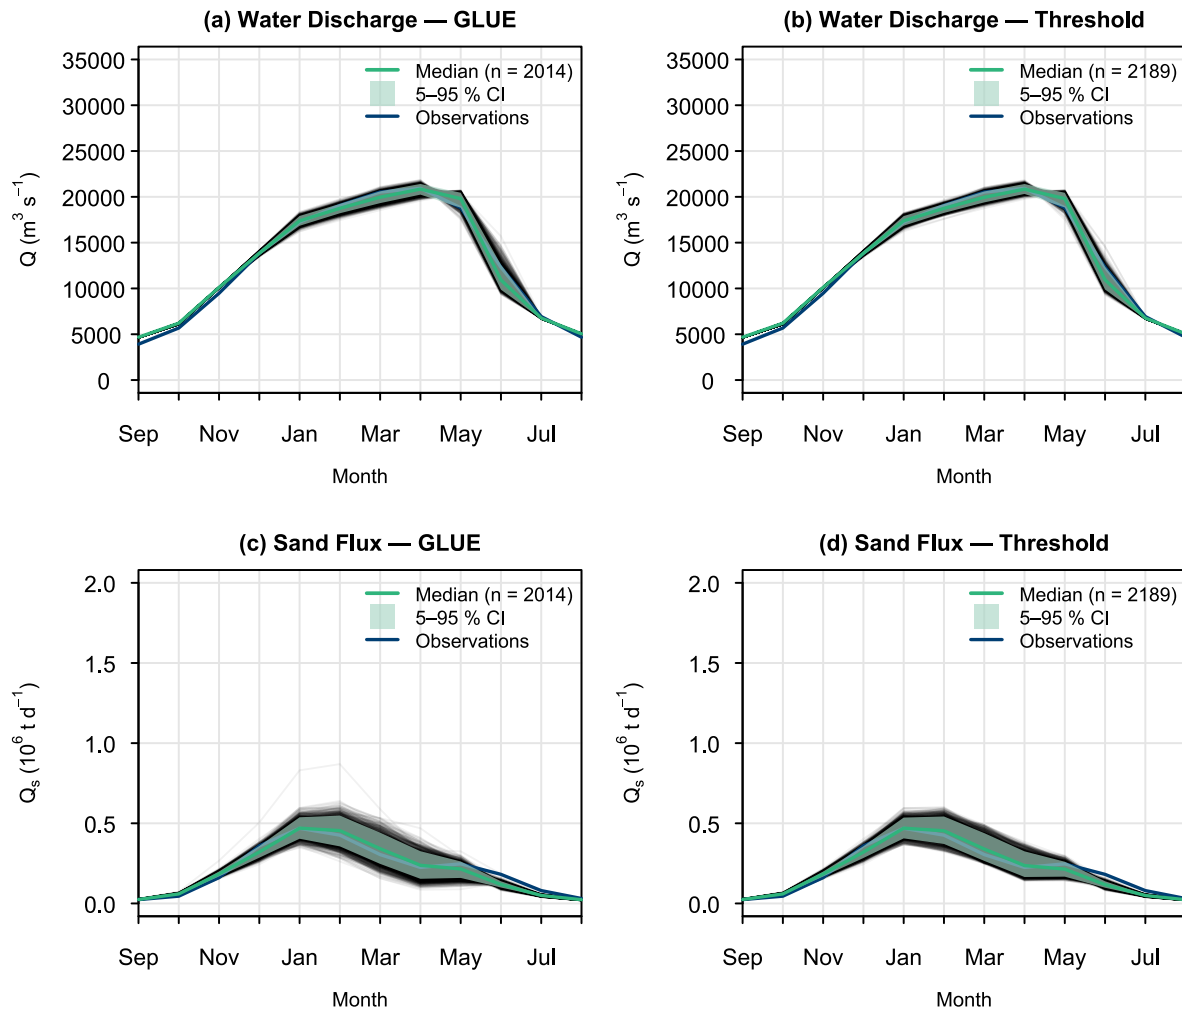 (a) Water Discharge — GLUE
35000
30000
25000
20000
15000
10000
5000
0
Q (m³ s⁻¹)
Median (n = 2014)
5–95 % CI
Observations
Sep Nov Jan Mar May Jul
Month
(b) Water Discharge — Threshold
35000
30000
25000
20000
15000
10000
5000
0
Q (m³ s⁻¹)
Median (n = 2189)
5–95 % CI
Observations
Sep Nov Jan Mar May Jul
Month
(c) Sand Flux — GLUE
2.0
1.5
1.0
0.5
0.0
Qₛ (10⁶ t d⁻¹)
Median (n = 2014)
5–95 % CI
Observations
Sep Nov Jan Mar May Jul
Month
(d) Sand Flux — Threshold
2.0
1.5
1.0
0.5
0.0
Qₛ (10⁶ t d⁻¹)
Median (n = 2189)
5–95 % CI
Observations
Sep Nov Jan Mar May Jul
Month